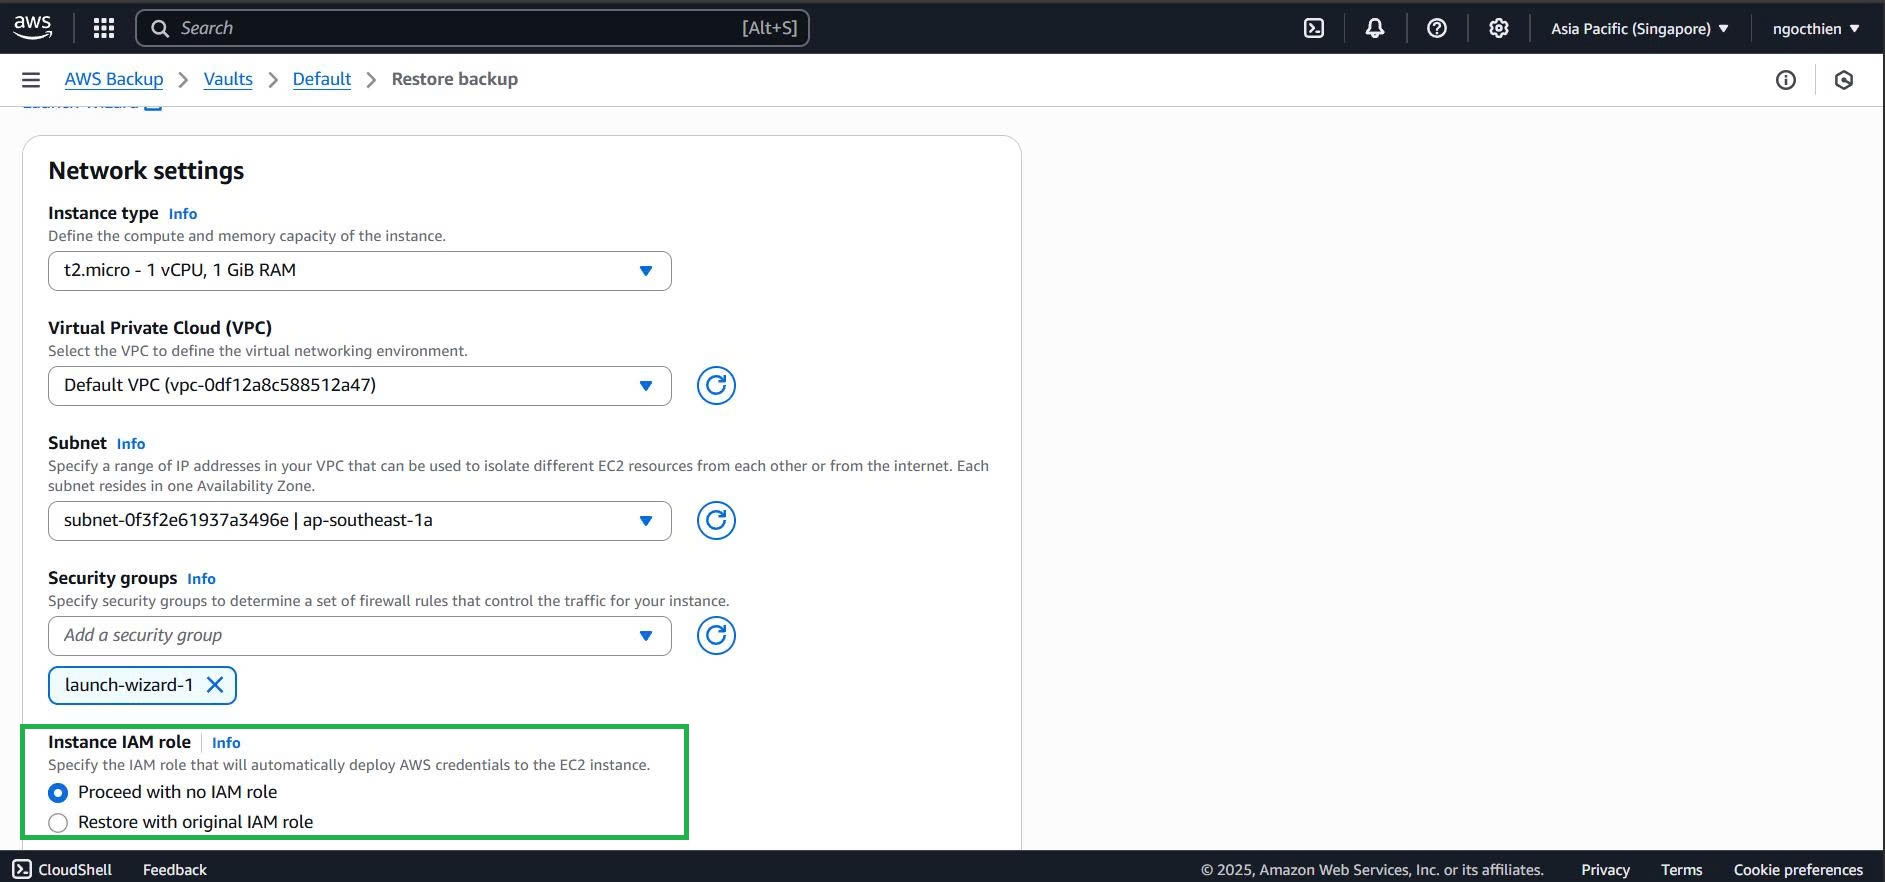 aws
Search [Alt+S]
Asia Pacific (Singapore)
ngocthien
AWS Backup
Vaults
Default
Restore backup
Network settings
Instance type Info
Define the compute and memory capacity of the instance.
t2.micro - 1 vCPU, 1 GiB RAM
Virtual Private Cloud (VPC)
Select the VPC to define the virtual networking environment.
Default VPC (vpc-0df12a8c588512a47)
Subnet Info
Specify a range of IP addresses in your VPC that can be used to isolate different EC2 resources from each other or from the internet. Each
subnet resides in one Availability Zone.
subnet-0f3f2e61937a3496e | ap-southeast-1a
Security groups Info
Specify security groups to determine a set of firewall rules that control the traffic for your instance.
Add a security group
launch-wizard-1
Instance IAM role Info
Specify the IAM role that will automatically deploy AWS credentials to the EC2 instance.
Proceed with no IAM role
Restore with original IAM role
CloudShell
Feedback
© 2025, Amazon Web Services, Inc. or its affiliates.
Privacy
Terms
Cookie preferences